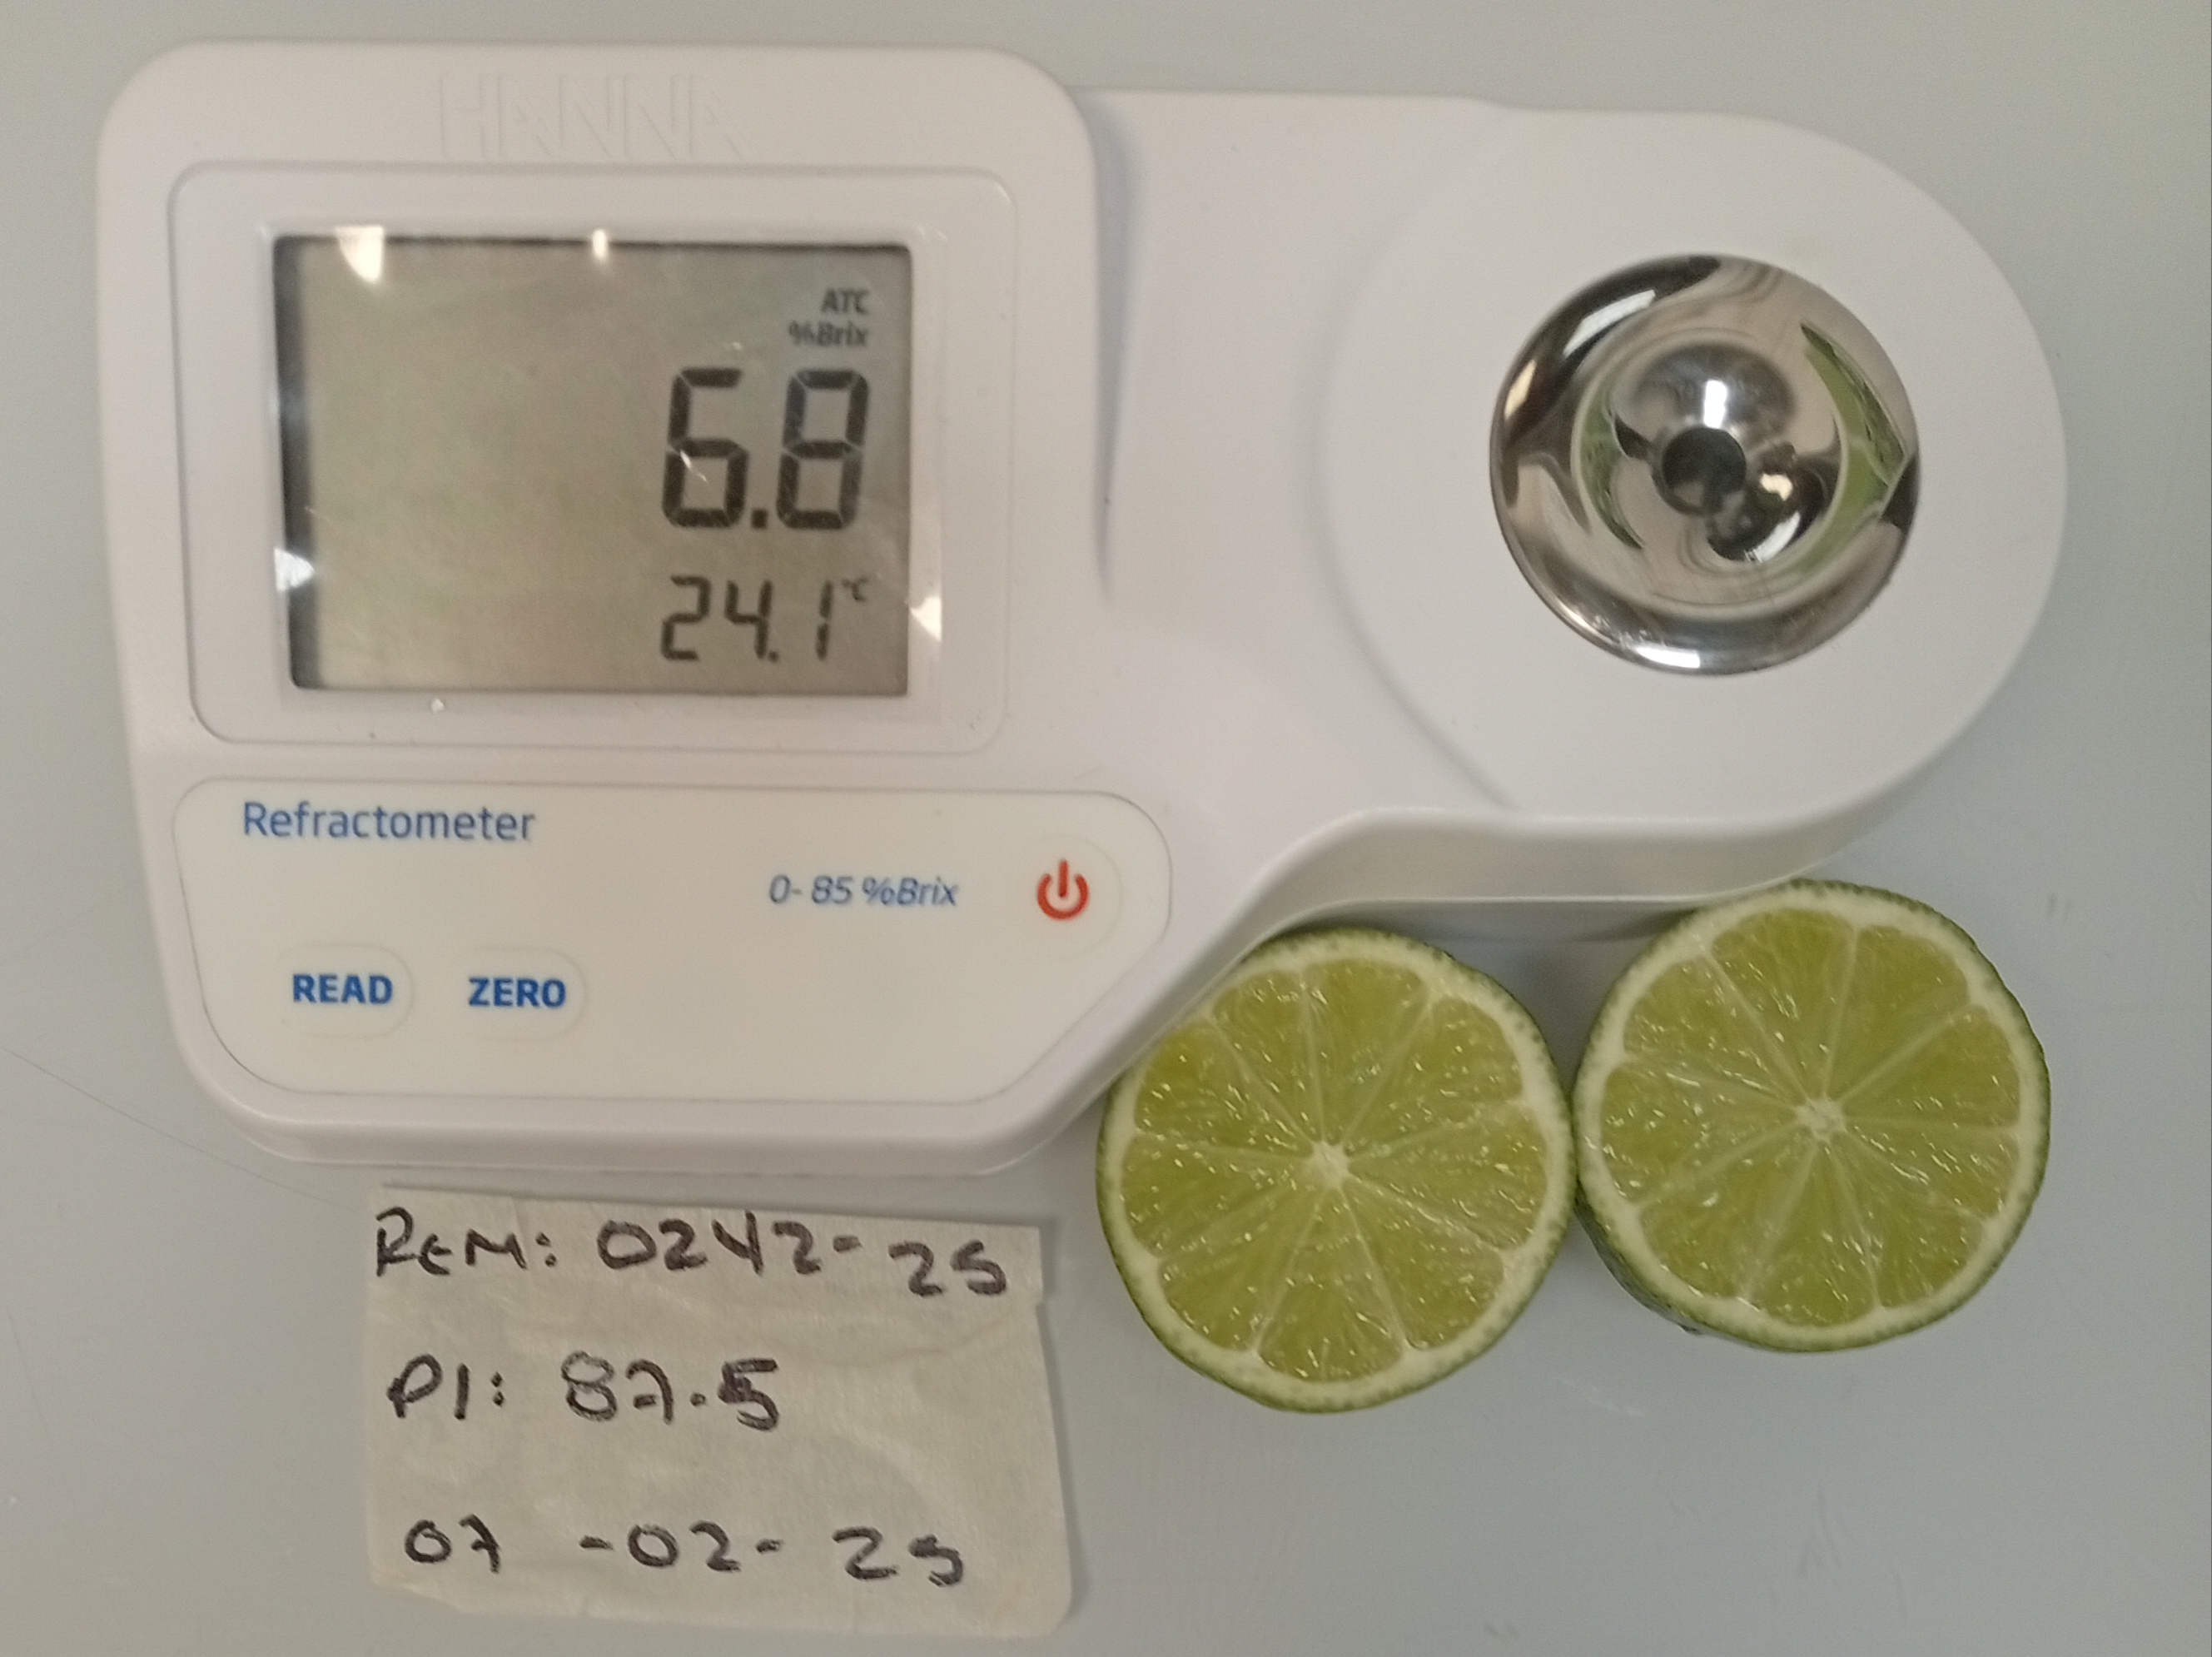 HANNA
ATC
%Brix
6.8
24.1°C
Refractometer
0-85 %Brix
READ ZERO
REM: 0242-25
PI: 87.5
07 -02- 25